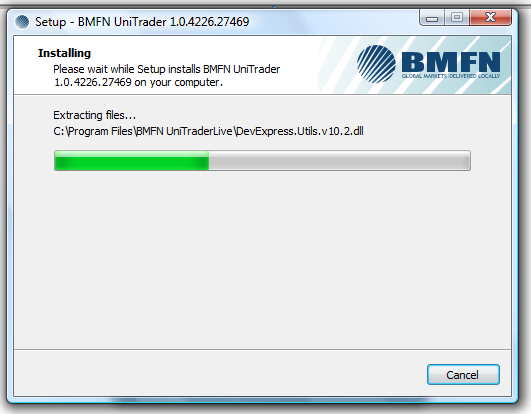 Setup - BMFN UniTrader 1.0.4226.27469
Installing
Please wait while Setup installs BMFN UniTrader
1.0.4226.27469 on your computer.
BMFN
GLOBAL MARKETS | DELIVERED LOCALLY
Extracting files...
C:\Program Files\BMFN UniTraderLive\DevExpress.Utils.v10.2.dll
Cancel